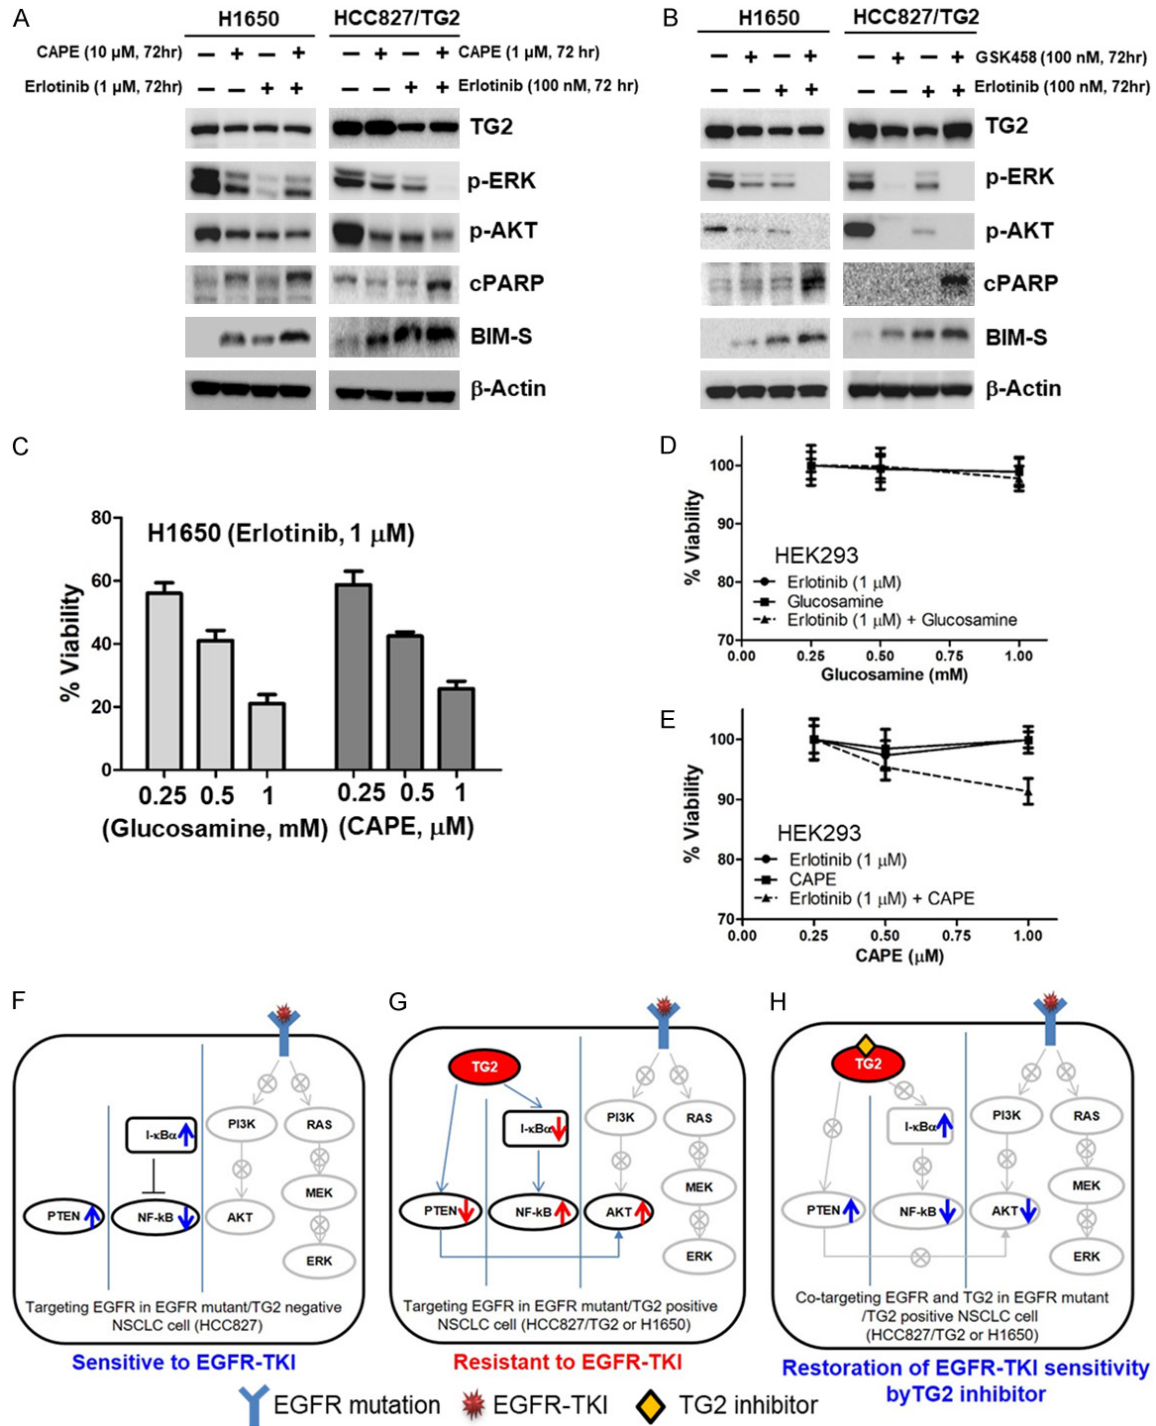 A
H1650
HCC827/TG2
CAPE (10 µM, 72hr)
− + − +
− + − +
CAPE (1 µM, 72 hr)
Erlotinib (1 µM, 72hr)
− − + +
− − + +
Erlotinib (100 nM, 72 hr)
TG2
p-ERK
p-AKT
cPARP
BIM-S
β-Actin
B
H1650
HCC827/TG2
− + − +
− + − +
GSK458 (100 nM, 72hr)
− − + +
− − + +
Erlotinib (100 nM, 72hr)
TG2
p-ERK
p-AKT
cPARP
BIM-S
β-Actin
C
H1650 (Erlotinib, 1 µM)
% Viability
80
60
40
20
0
0.25 0.5 1
0.25 0.5 1
(Glucosamine, mM)
(CAPE, µM)
D
% Viability
100
90
80
70
HEK293
Erlotinib (1 µM)
Glucosamine
Erlotinib (1 µM) + Glucosamine
0.00 0.25 0.50 0.75 1.00
Glucosamine (mM)
E
% Viability
100
90
80
70
HEK293
Erlotinib (1 µM)
CAPE
Erlotinib (1 µM) + CAPE
0.00 0.25 0.50 0.75 1.00
CAPE (µM)
F
I-κBα
PI3K
RAS
MEK
PTEN
NF-kB
AKT
ERK
Targeting EGFR in EGFR mutant/TG2 negative
NSCLC cell (HCC827)
Sensitive to EGFR-TKI
G
TG2
I-κBα
PI3K
RAS
MEK
PTEN
NF-kB
AKT
ERK
Targeting EGFR in EGFR mutant/TG2 positive
NSCLC cell (HCC827/TG2 or H1650)
Resistant to EGFR-TKI
H
TG2
I-κBα
PI3K
RAS
MEK
PTEN
NF-kB
AKT
ERK
Co-targeting EGFR and TG2 in EGFR mutant
/TG2 positive NSCLC cell
(HCC827/TG2 or H1650)
Restoration of EGFR-TKI sensitivity
byTG2 inhibitor
EGFR mutation
EGFR-TKI
TG2 inhibitor